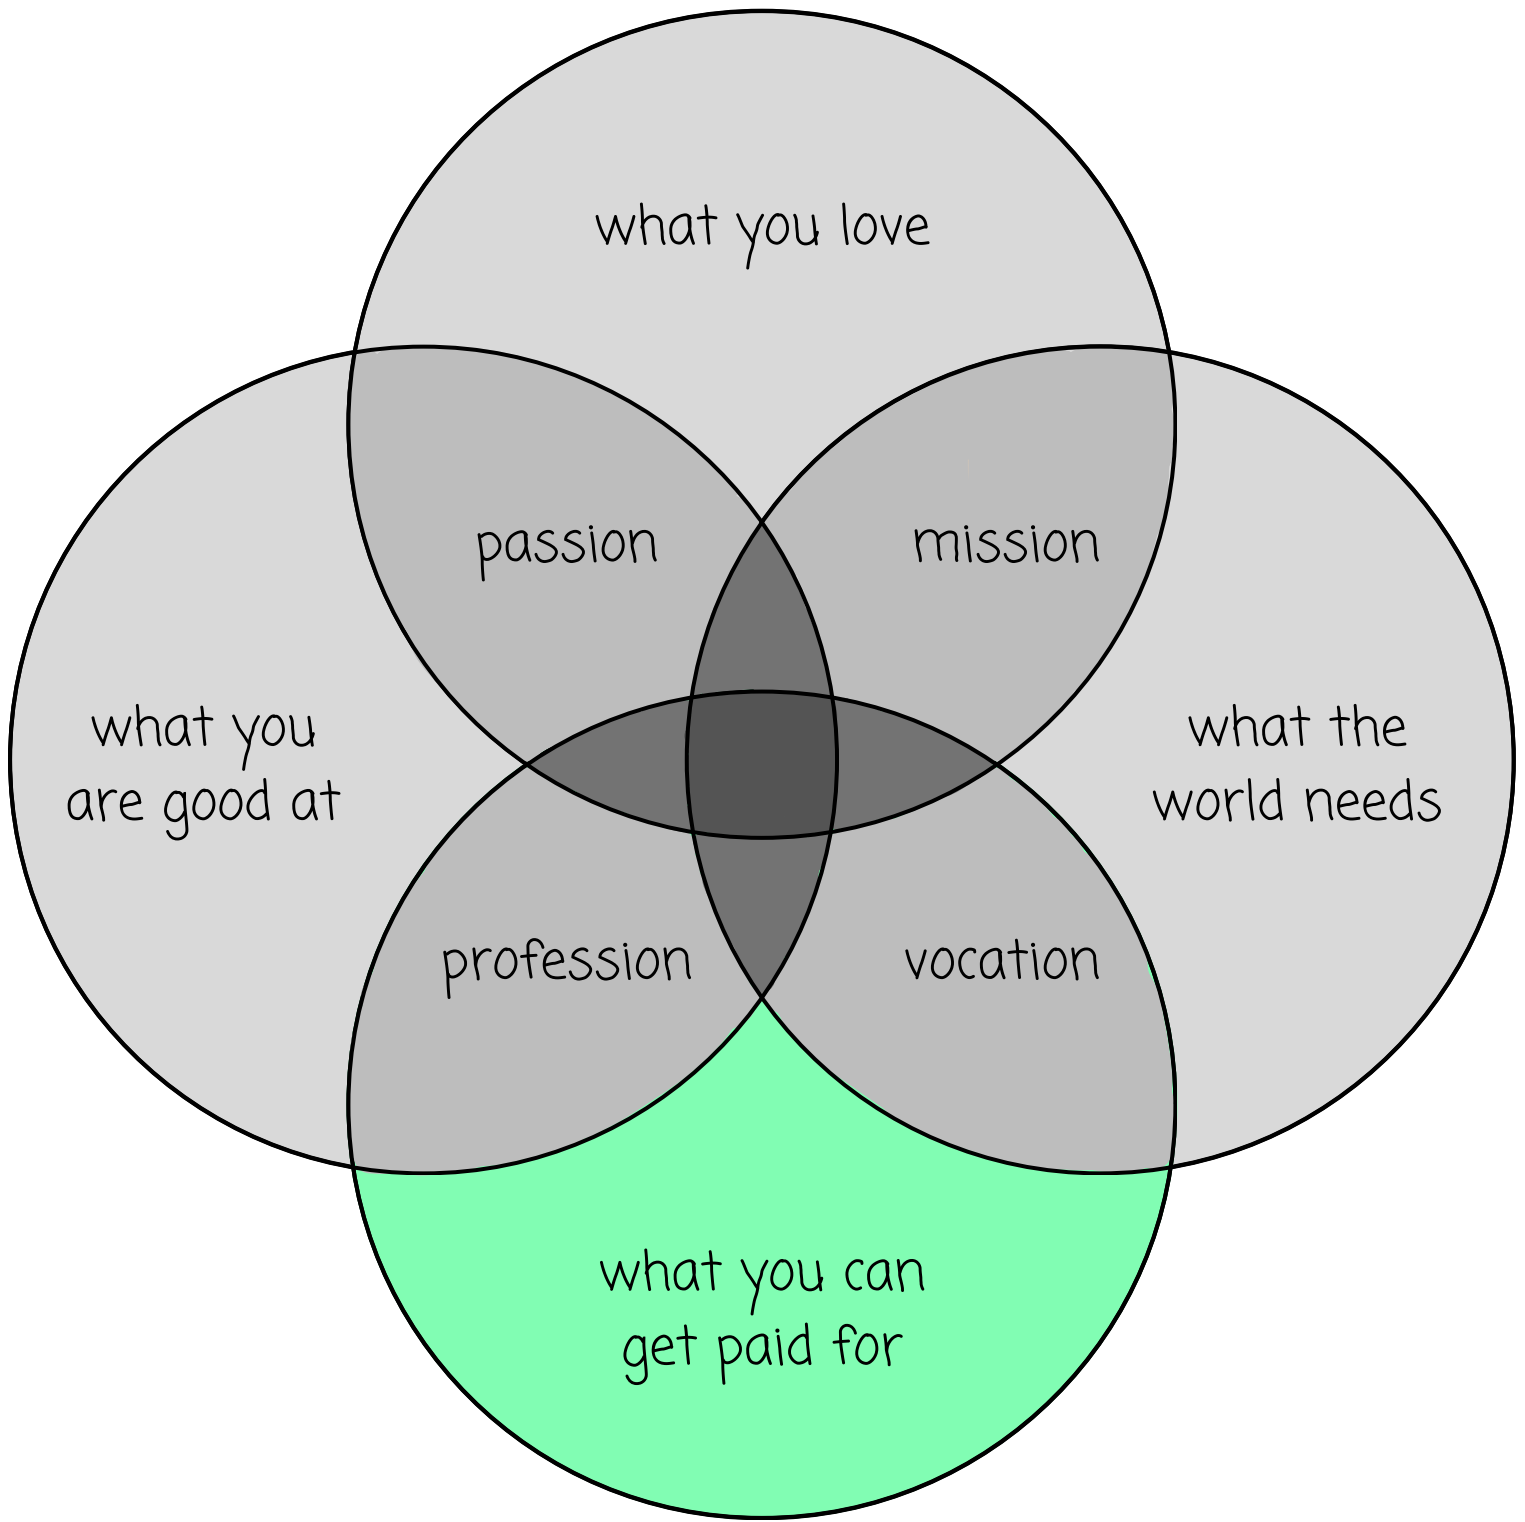 what you love
passion
mission
what you
are good at
what the
world needs
profession
vocation
what you can
get paid for